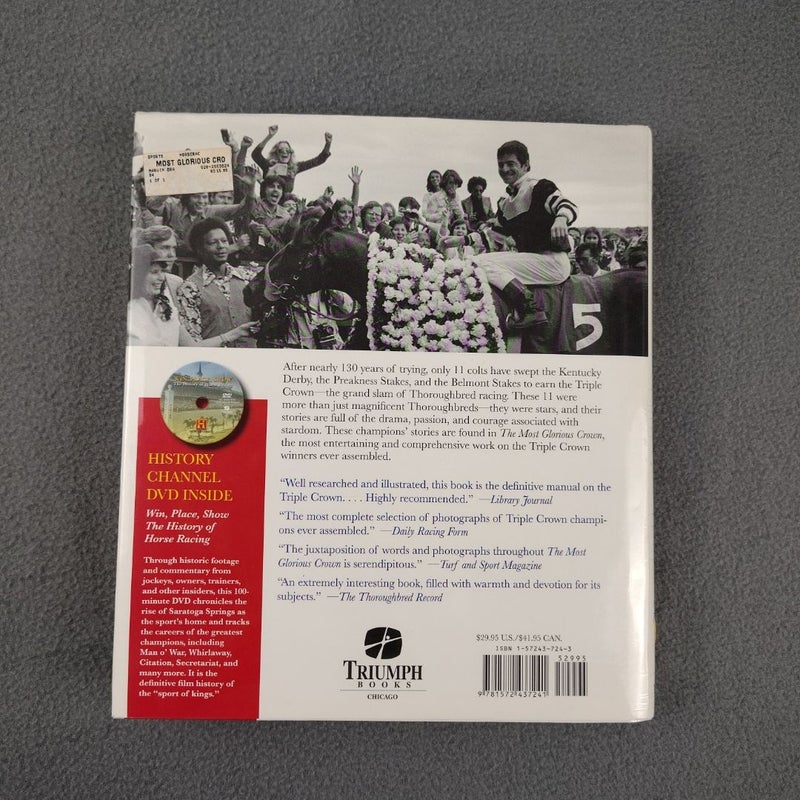 SPORTS
MOST GLORIOUS CRO
1 OF 1
5
After nearly 130 years of trying, only 11 colts have swept the Kentucky
Derby, the Preakness Stakes, and the Belmont Stakes to earn the Triple
Crown—the grand slam of Thoroughbred racing. These 11 were
more than just magnificent Thoroughbreds—they were stars, and their
stories are full of the drama, passion, and courage associated with
stardom. These champions' stories are found in The Most Glorious Crown,
the most entertaining and comprehensive work on the Triple Crown
winners ever assembled.
"Well researched and illustrated, this book is the definitive manual on the
Triple Crown. . . . Highly recommended." —Library Journal
"The most complete selection of photographs of Triple Crown champi-
ons ever assembled." —Daily Racing Form
"The juxtaposition of words and photographs throughout The Most
Glorious Crown is serendipitous." —Turf and Sport Magazine
"An extremely interesting book, filled with warmth and devotion for its
subjects." —The Thoroughbred Record
H
HISTORY
CHANNEL
DVD INSIDE
Win, Place, Show
The History of
Horse Racing
Through historic footage
and commentary from
jockeys, owners, trainers,
and other insiders, this 100-
minute DVD chronicles the
rise of Saratoga Springs as
the sport's home and tracks
the careers of the greatest
champions, including
Man o' War, Whirlaway,
Citation, Secretariat, and
many more. It is the
definitive film history of
the "sport of kings."
TRIUMPH
BOOKS
CHICAGO
$29.95 U.S./$41.95 CAN.
ISBN 1-57243-724-3
52995
9 781572 437241